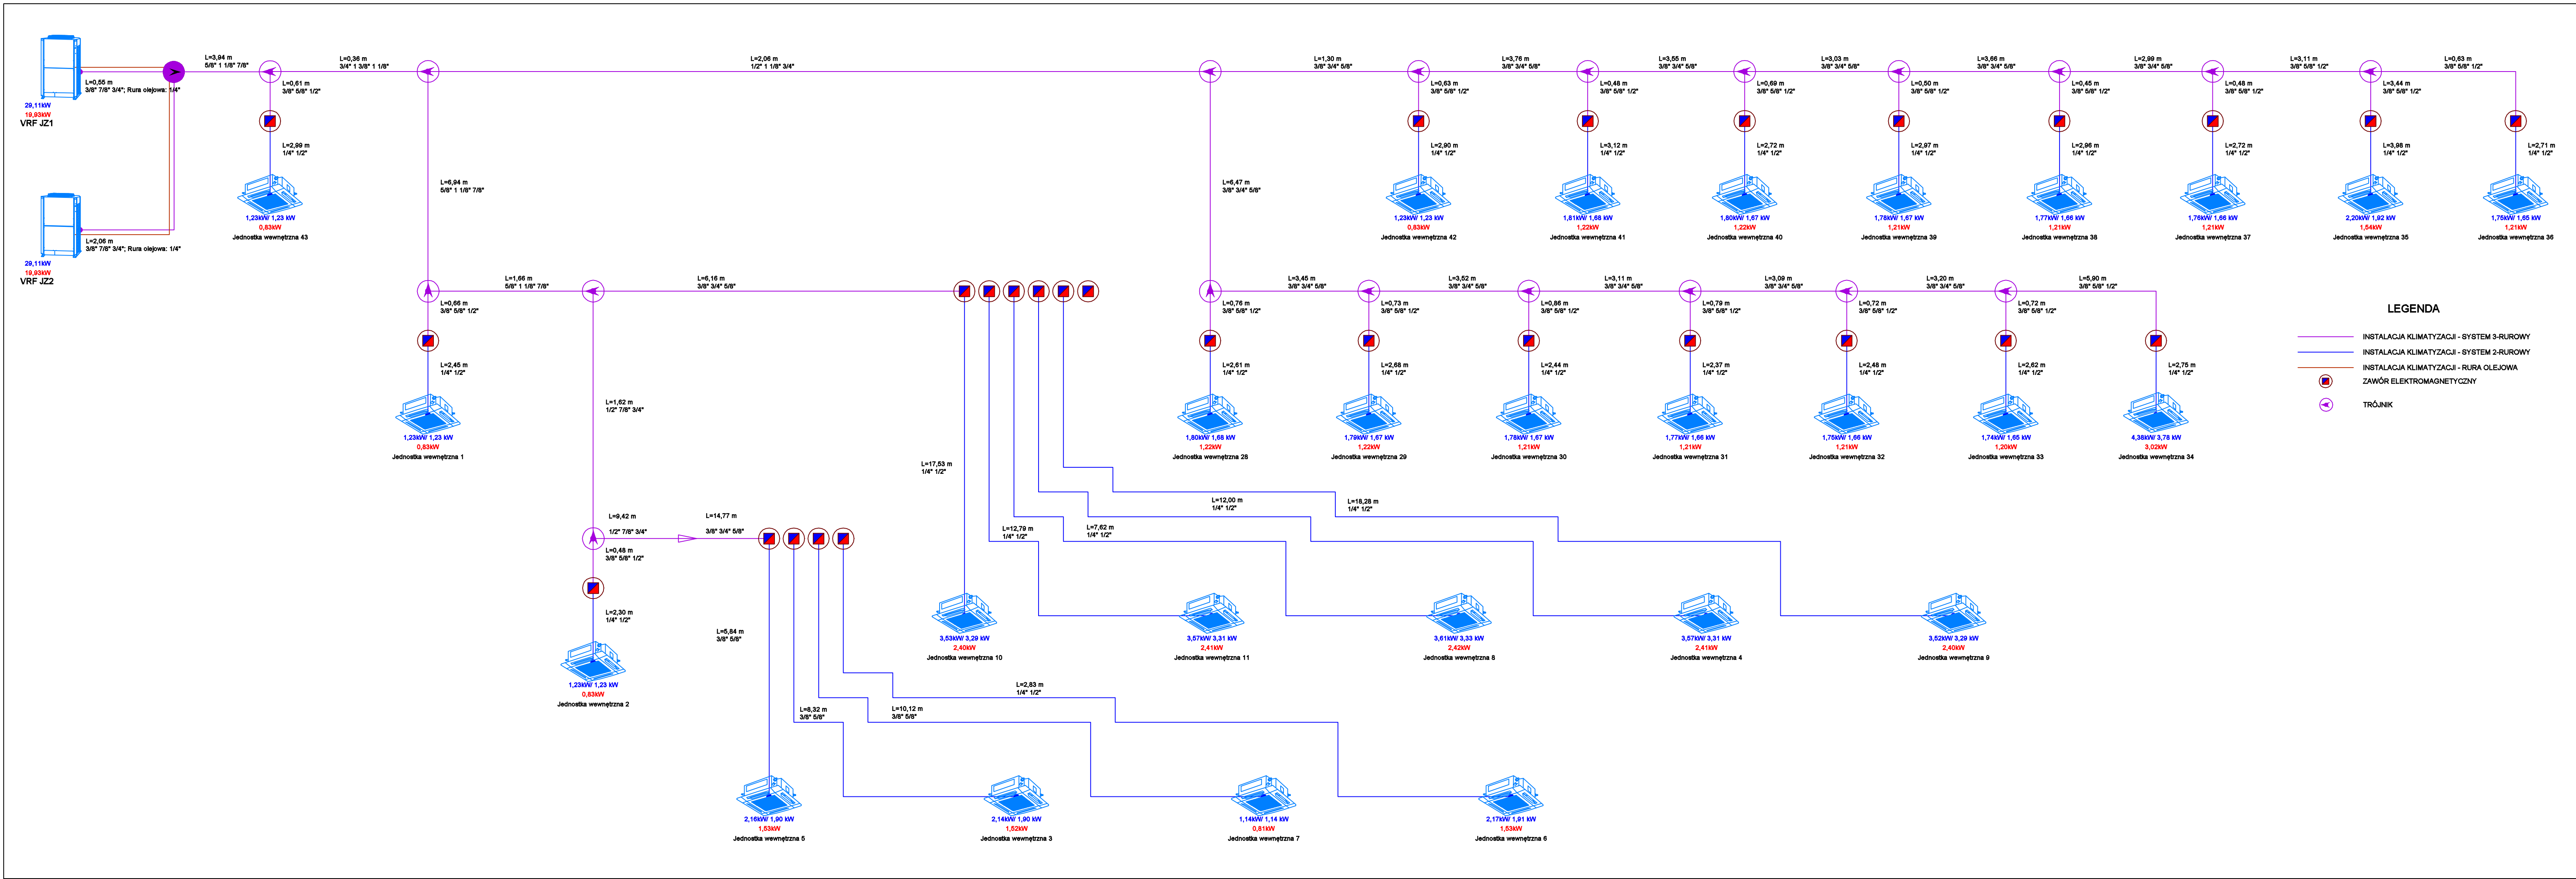 L=3,94 m
5/8" 1 1/8" 7/8"
L=0,36 m
3/4" 1 3/8" 1 1/8"
L=2,06 m
1/2" 1 1/8" 3/4"
L=1,30 m
3/8" 3/4" 5/8"
L=3,76 m
3/8" 3/4" 5/8"
L=3,55 m
3/8" 3/4" 5/8"
L=3,03 m
3/8" 3/4" 5/8"
L=3,66 m
3/8" 3/4" 5/8"
L=2,99 m
3/8" 3/4" 5/8"
L=3,11 m
3/8" 5/8" 1/2"
L=0,63 m
3/8" 5/8" 1/2"
L=0,55 m
3/8" 7/8" 3/4"; Rura olejowa: 1/4"
29,11kW
19,93kW
VRF JZ1
L=2,06 m
3/8" 7/8" 3/4"; Rura olejowa: 1/4"
29,11kW
19,93kW
VRF JZ2
L=0,61 m
3/8" 5/8" 1/2"
L=2,99 m
1/4" 1/2"
1,23kW/ 1,23 kW
0,83kW
Jednostka wewnętrzna 43
L=0,63 m
3/8" 5/8" 1/2"
L=2,90 m
1/4" 1/2"
1,23kW/ 1,23 kW
0,83kW
Jednostka wewnętrzna 42
L=0,48 m
3/8" 5/8" 1/2"
L=3,12 m
1/4" 1/2"
1,81kW/ 1,68 kW
1,22kW
Jednostka wewnętrzna 41
L=0,69 m
3/8" 5/8" 1/2"
L=2,72 m
1/4" 1/2"
1,80kW/ 1,67 kW
1,22kW
Jednostka wewnętrzna 40
L=0,50 m
3/8" 5/8" 1/2"
L=2,97 m
1/4" 1/2"
1,78kW/ 1,67 kW
1,21kW
Jednostka wewnętrzna 39
L=0,45 m
3/8" 5/8" 1/2"
L=2,96 m
1/4" 1/2"
1,77kW/ 1,66 kW
1,21kW
Jednostka wewnętrzna 38
L=0,48 m
3/8" 5/8" 1/2"
L=2,72 m
1/4" 1/2"
1,76kW/ 1,66 kW
1,21kW
Jednostka wewnętrzna 37
L=3,44 m
3/8" 5/8" 1/2"
L=3,98 m
1/4" 1/2"
2,20kW/ 1,92 kW
1,54kW
Jednostka wewnętrzna 35
L=2,71 m
1/4" 1/2"
1,75kW/ 1,65 kW
1,21kW
Jednostka wewnętrzna 36
L=6,94 m
5/8" 1 1/8" 7/8"
L=6,47 m
3/8" 3/4" 5/8"
L=1,66 m
5/8" 1 1/8" 7/8"
L=6,16 m
3/8" 3/4" 5/8"
L=3,45 m
3/8" 3/4" 5/8"
L=3,52 m
3/8" 3/4" 5/8"
L=3,11 m
3/8" 3/4" 5/8"
L=3,09 m
3/8" 3/4" 5/8"
L=3,20 m
3/8" 3/4" 5/8"
L=5,90 m
3/8" 5/8" 1/2"
L=0,66 m
3/8" 5/8" 1/2"
L=2,45 m
1/4" 1/2"
1,23kW/ 1,23 kW
0,83kW
Jednostka wewnętrzna 1
L=0,76 m
3/8" 5/8" 1/2"
L=2,61 m
1/4" 1/2"
1,80kW/ 1,68 kW
1,22kW
Jednostka wewnętrzna 28
L=0,73 m
3/8" 5/8" 1/2"
L=2,68 m
1/4" 1/2"
1,79kW/ 1,67 kW
1,22kW
Jednostka wewnętrzna 29
L=0,86 m
3/8" 5/8" 1/2"
L=2,44 m
1/4" 1/2"
1,78kW/ 1,67 kW
1,21kW
Jednostka wewnętrzna 30
L=0,79 m
3/8" 5/8" 1/2"
L=2,37 m
1/4" 1/2"
1,77kW/ 1,66 kW
1,21kW
Jednostka wewnętrzna 31
L=0,72 m
3/8" 5/8" 1/2"
L=2,48 m
1/4" 1/2"
1,75kW/ 1,66 kW
1,21kW
Jednostka wewnętrzna 32
L=0,72 m
3/8" 5/8" 1/2"
L=2,62 m
1/4" 1/2"
1,74kW/ 1,65 kW
1,20kW
Jednostka wewnętrzna 33
L=2,75 m
1/4" 1/2"
4,38kW/ 3,78 kW
3,02kW
Jednostka wewnętrzna 34
LEGENDA
INSTALACJA KLIMATYZACJI - SYSTEM 3-RUROWY
INSTALACJA KLIMATYZACJI - SYSTEM 2-RUROWY
INSTALACJA KLIMATYZACJI - RURA OLEJOWA
ZAWÓR ELEKTROMAGNETYCZNY
TRÓJNIK
L=1,62 m
1/2" 7/8" 3/4"
L=17,53 m
1/4" 1/2"
L=12,79 m
1/4" 1/2"
L=7,62 m
1/4" 1/2"
L=12,00 m
1/4" 1/2"
L=18,28 m
1/4" 1/2"
L=9,42 m
1/2" 7/8" 3/4"
L=14,77 m
3/8" 3/4" 5/8"
L=0,48 m
3/8" 5/8" 1/2"
L=2,30 m
1/4" 1/2"
1,23kW/ 1,23 kW
0,83kW
Jednostka wewnętrzna 2
3,53kW/ 3,29 kW
2,40kW
Jednostka wewnętrzna 10
3,57kW/ 3,31 kW
2,41kW
Jednostka wewnętrzna 11
3,61kW/ 3,33 kW
2,42kW
Jednostka wewnętrzna 8
3,57kW/ 3,31 kW
2,41kW
Jednostka wewnętrzna 4
3,52kW/ 3,29 kW
2,40kW
Jednostka wewnętrzna 9
L=5,84 m
3/8" 5/8"
L=8,32 m
3/8" 5/8"
L=10,12 m
3/8" 5/8"
L=2,83 m
1/4" 1/2"
2,16kW/ 1,90 kW
1,53kW
Jednostka wewnętrzna 5
2,14kW/ 1,90 kW
1,52kW
Jednostka wewnętrzna 3
1,14kW/ 1,14 kW
0,81kW
Jednostka wewnętrzna 7
2,17kW/ 1,91 kW
1,53kW
Jednostka wewnętrzna 6